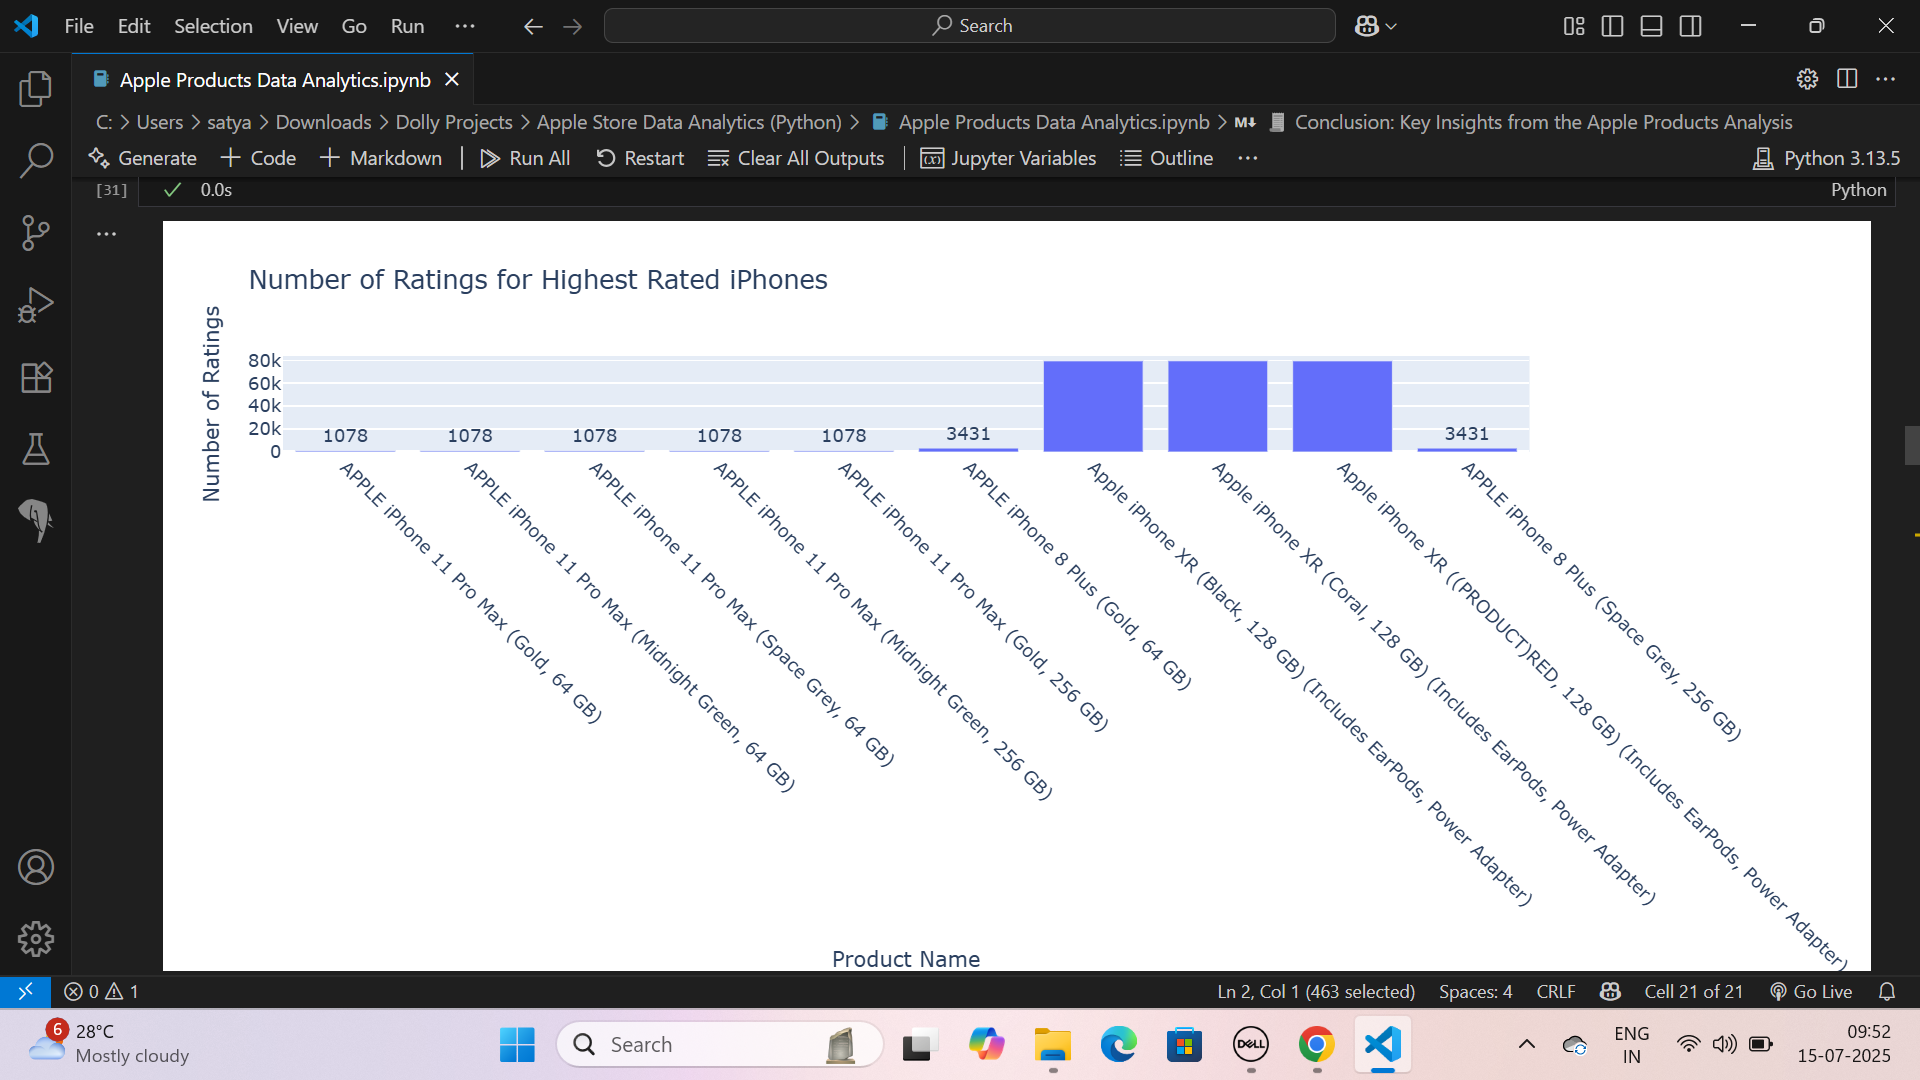 File Edit Selection View Go Run ··· Search
Apple Products Data Analytics.ipynb
C: > Users > satya > Downloads > Dolly Projects > Apple Store Data Analytics (Python) > Apple Products Data Analytics.ipynb > M↓ Conclusion: Key Insights from the Apple Products Analysis
Generate + Code + Markdown | Run All Restart Clear All Outputs | Jupyter Variables Outline ··· Python 3.13.5
[31] 0.0s Python
Number of Ratings for Highest Rated iPhones
Number of Ratings
80k
60k
40k
20k
0
1078 1078 1078 1078 1078 3431 3431
APPLE iPhone 11 Pro Max (Gold, 64 GB)
APPLE iPhone 11 Pro Max (Midnight Green, 64 GB)
APPLE iPhone 11 Pro Max (Space Grey, 64 GB)
APPLE iPhone 11 Pro Max (Midnight Green, 256 GB)
APPLE iPhone 11 Pro Max (Gold, 256 GB)
APPLE iPhone 8 Plus (Gold, 64 GB)
Apple iPhone XR (Black, 128 GB) (Includes EarPods, Power Adapter)
Apple iPhone XR (Coral, 128 GB) (Includes EarPods, Power Adapter)
Apple iPhone XR ((PRODUCT)RED, 128 GB) (Includes EarPods, Power Adapter)
APPLE iPhone 8 Plus (Space Grey, 256 GB)
Product Name
0 1 Ln 2, Col 1 (463 selected) Spaces: 4 CRLF Cell 21 of 21 Go Live
6 28°C
Mostly cloudy
Search
DELL
ENG
IN
09:52
15-07-2025